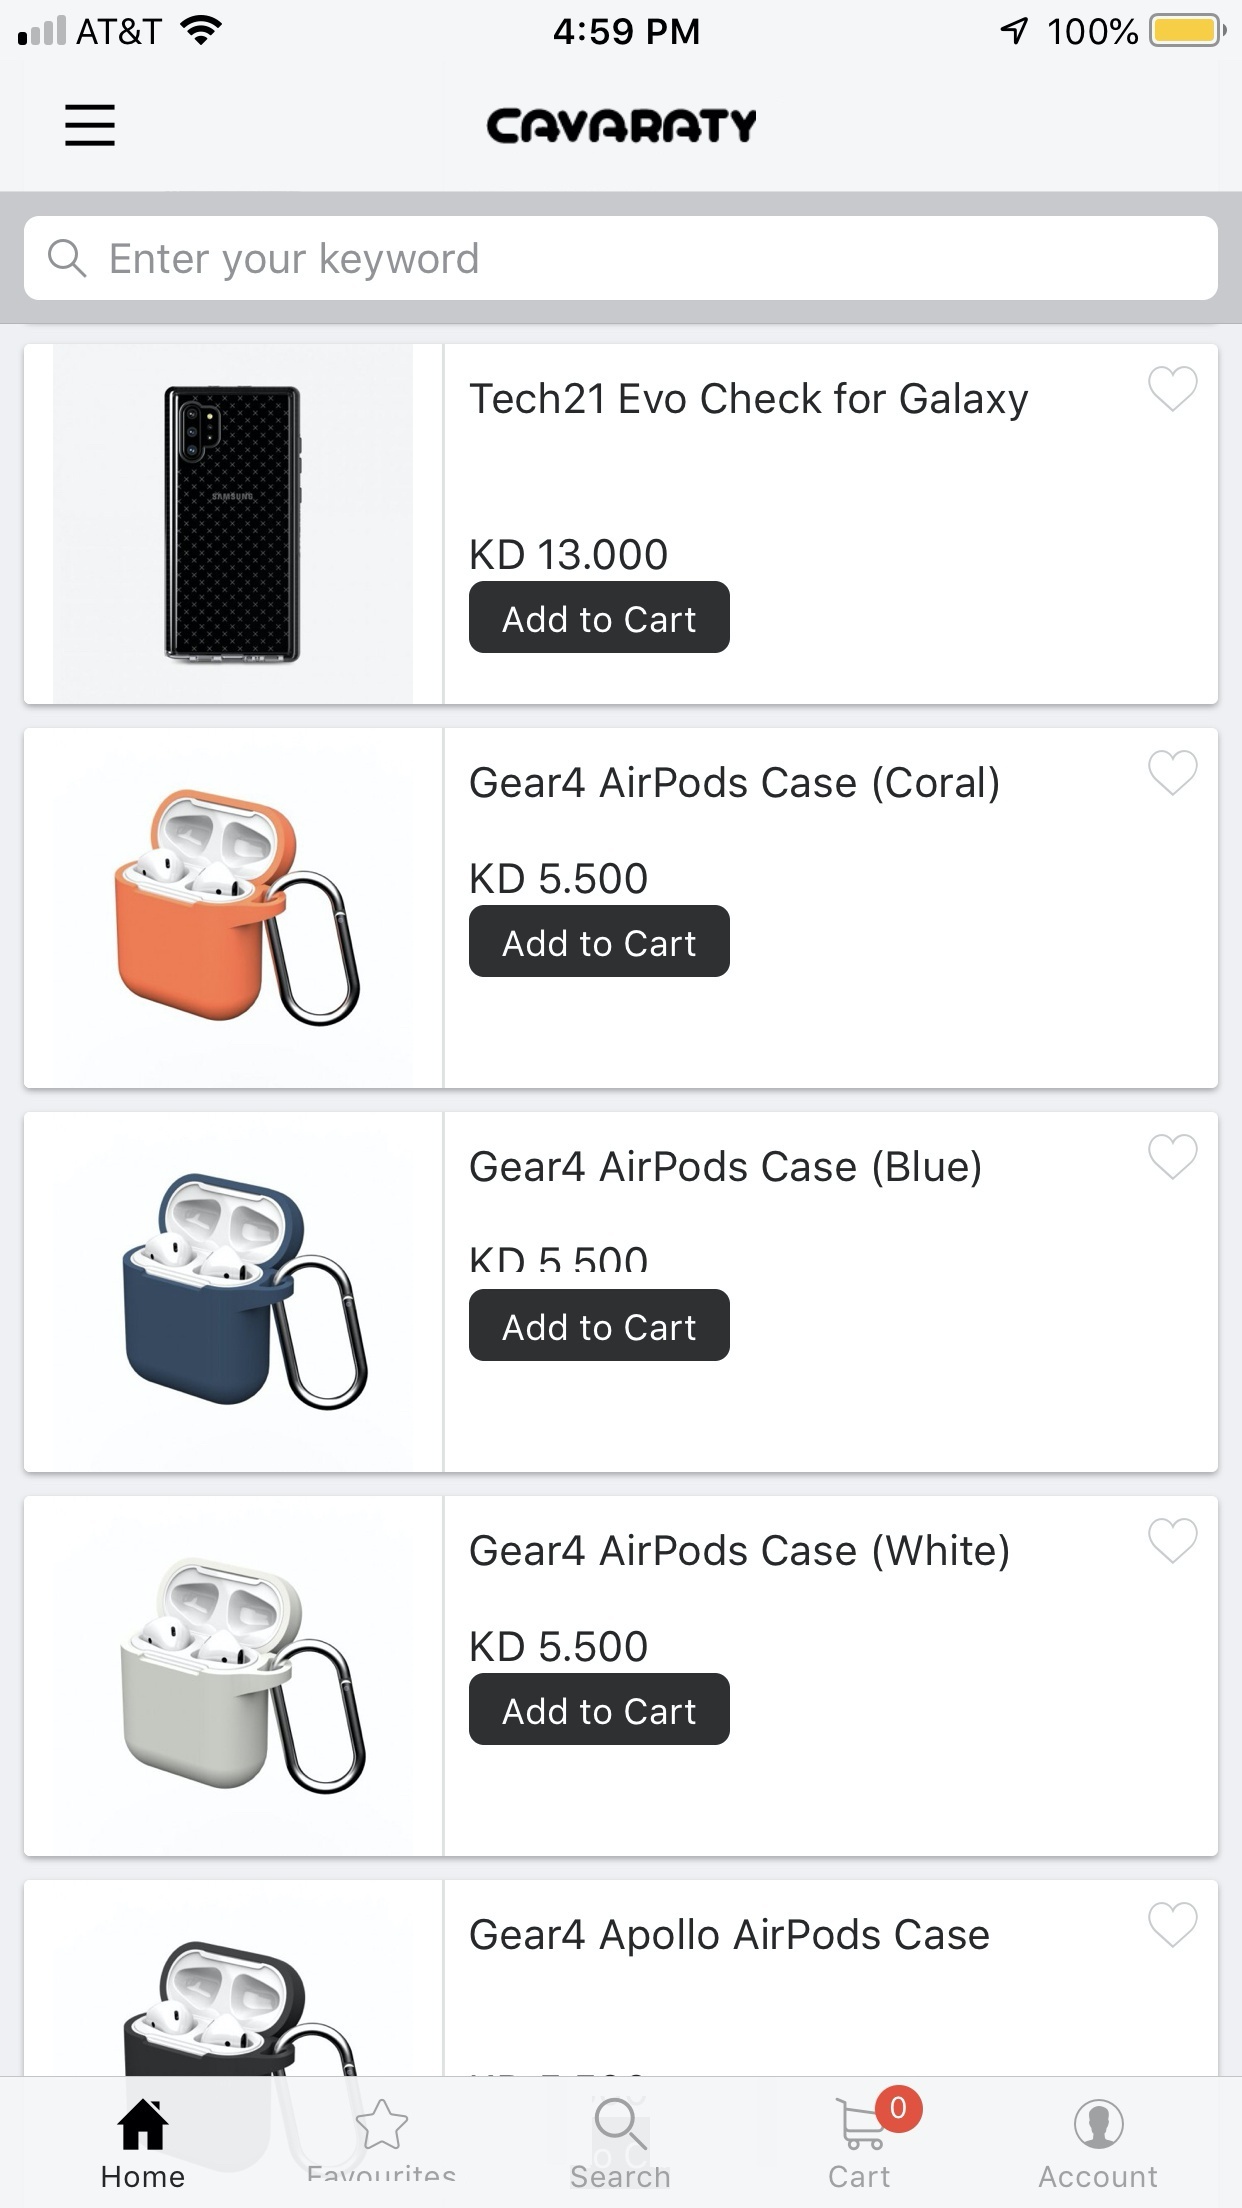 AT&T 4:59 PM 100%
CAVARATY
Enter your keyword
Tech21 Evo Check for Galaxy
SAMSUNG
KD 13.000
Add to Cart
Gear4 AirPods Case (Coral)
KD 5.500
Add to Cart
Gear4 AirPods Case (Blue)
KD 5.500
Add to Cart
Gear4 AirPods Case (White)
KD 5.500
Add to Cart
Gear4 Apollo AirPods Case
0
Home Favourites Search Cart Account